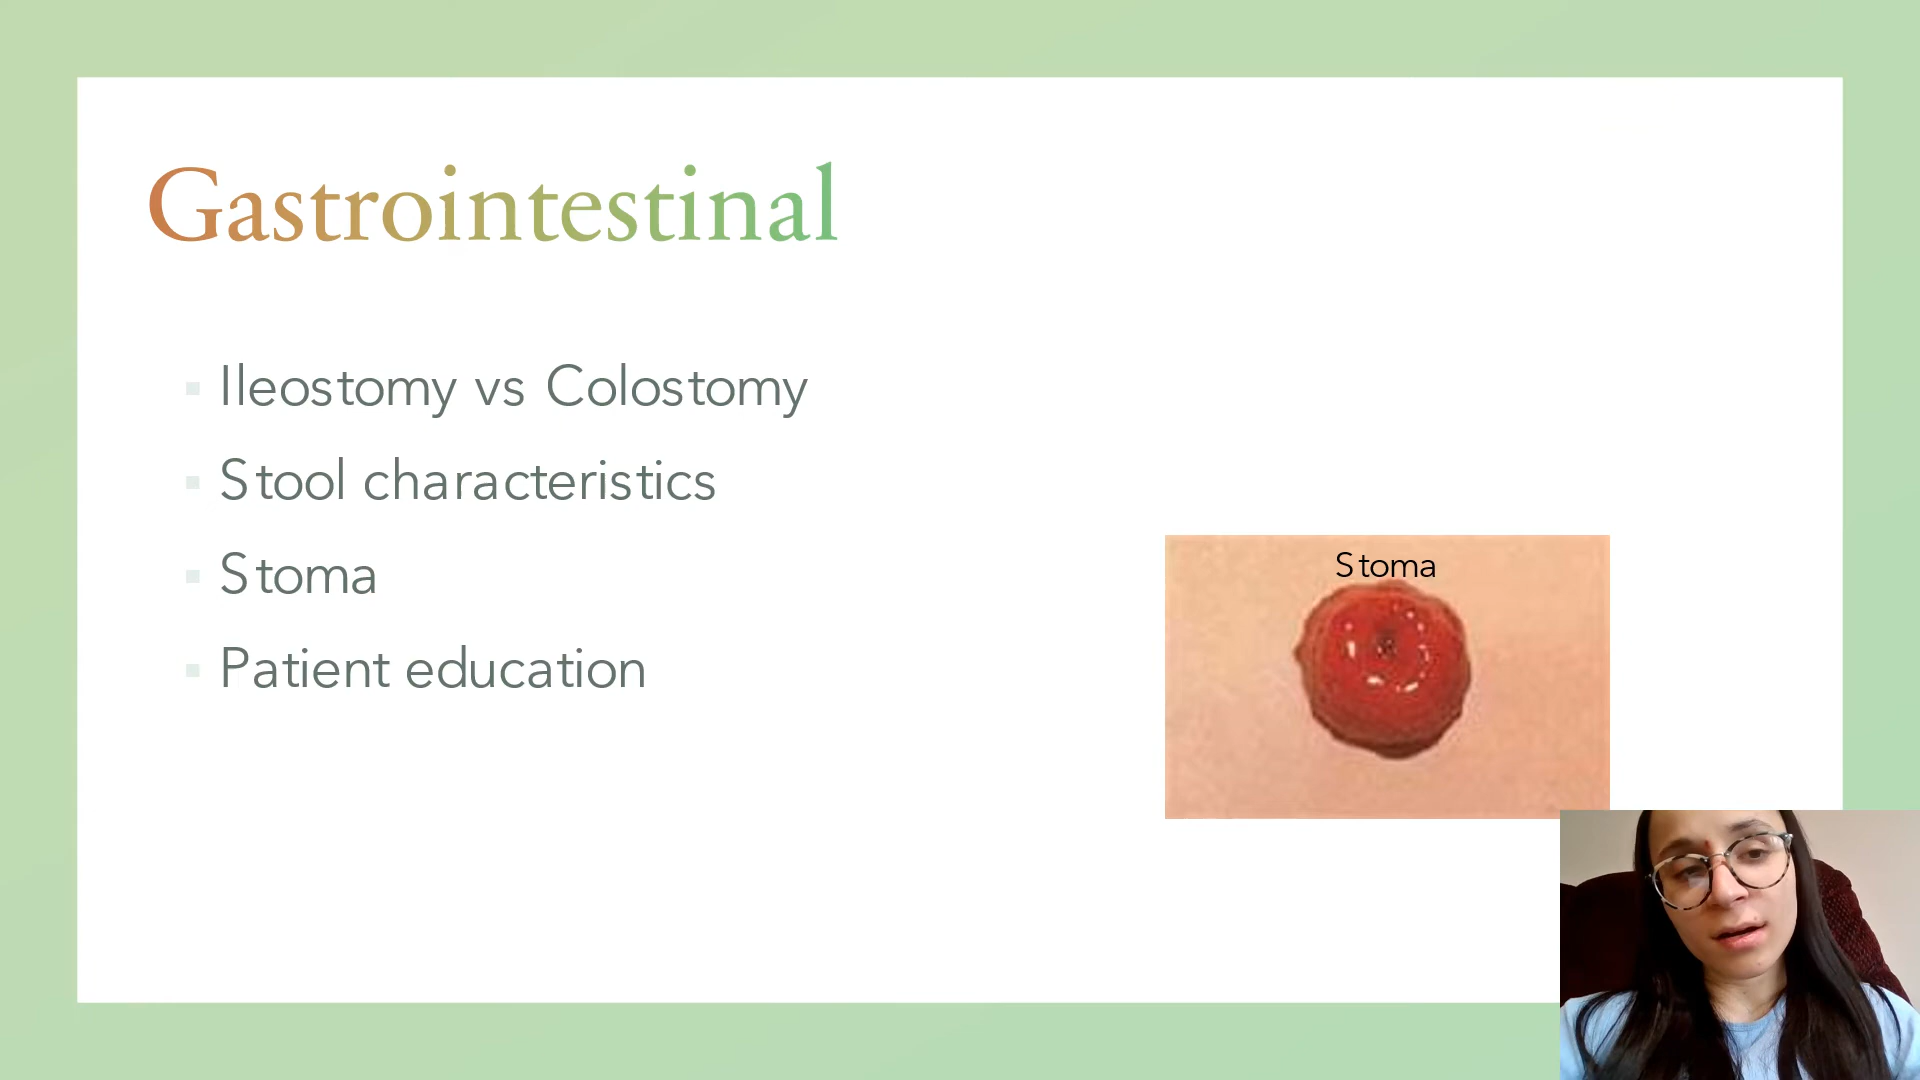 Gastrointestinal
Ileostomy vs Colostomy
Stool characteristics
Stoma
Patient education
Stoma